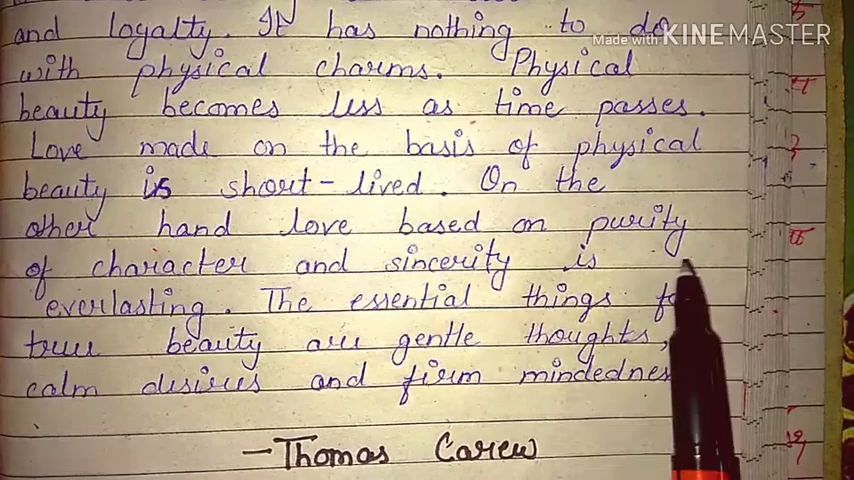 and loyalty. It has nothing to do
Made with KINEMASTER
with physical charms. Physical
beauty becomes less as time passes.
Love made on the basis of physical
beauty is short-lived. On the
other hand love based on purity
of character and sincerity is
everlasting. The essential things
true beauty are gentle thoughts,
calm desires and firm
- Thomas Carew